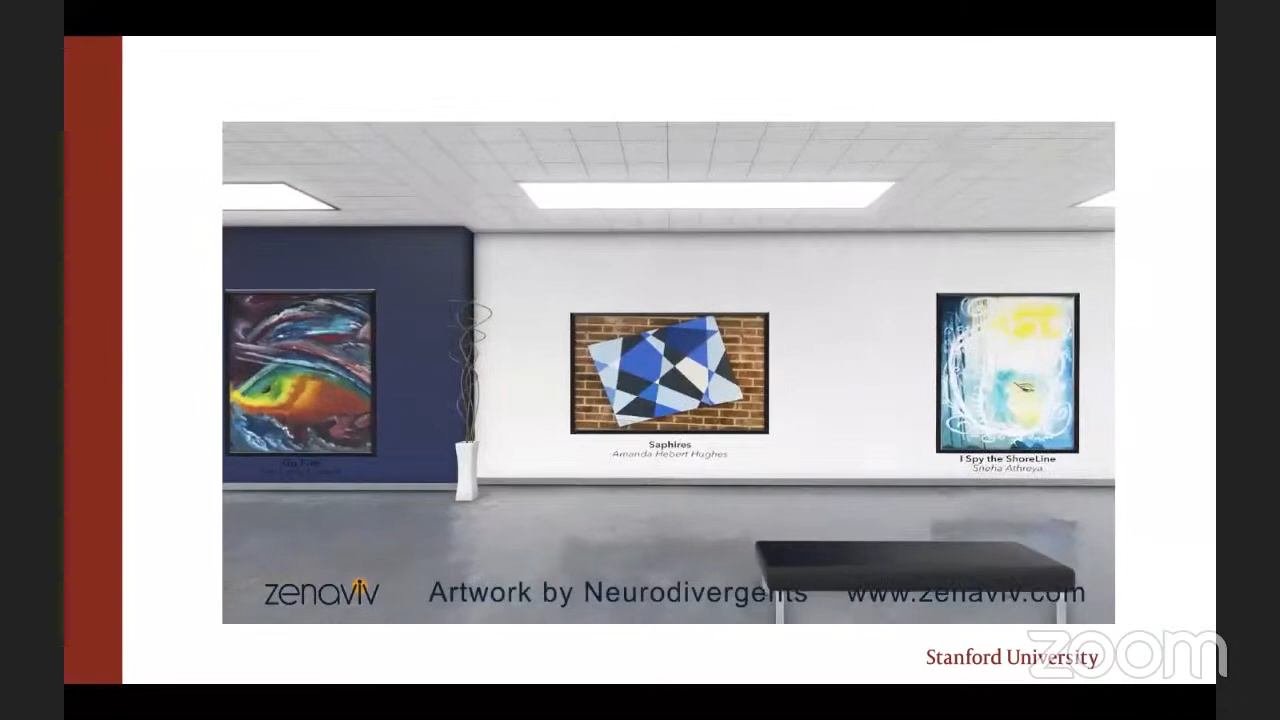 Saphires
Amanda Hebert Hughes
I Spy the ShoreLine
Sneha Athreya
zenaviv
Artwork by Neurodivergents
www.zenaviv.com
Stanford University
zoom